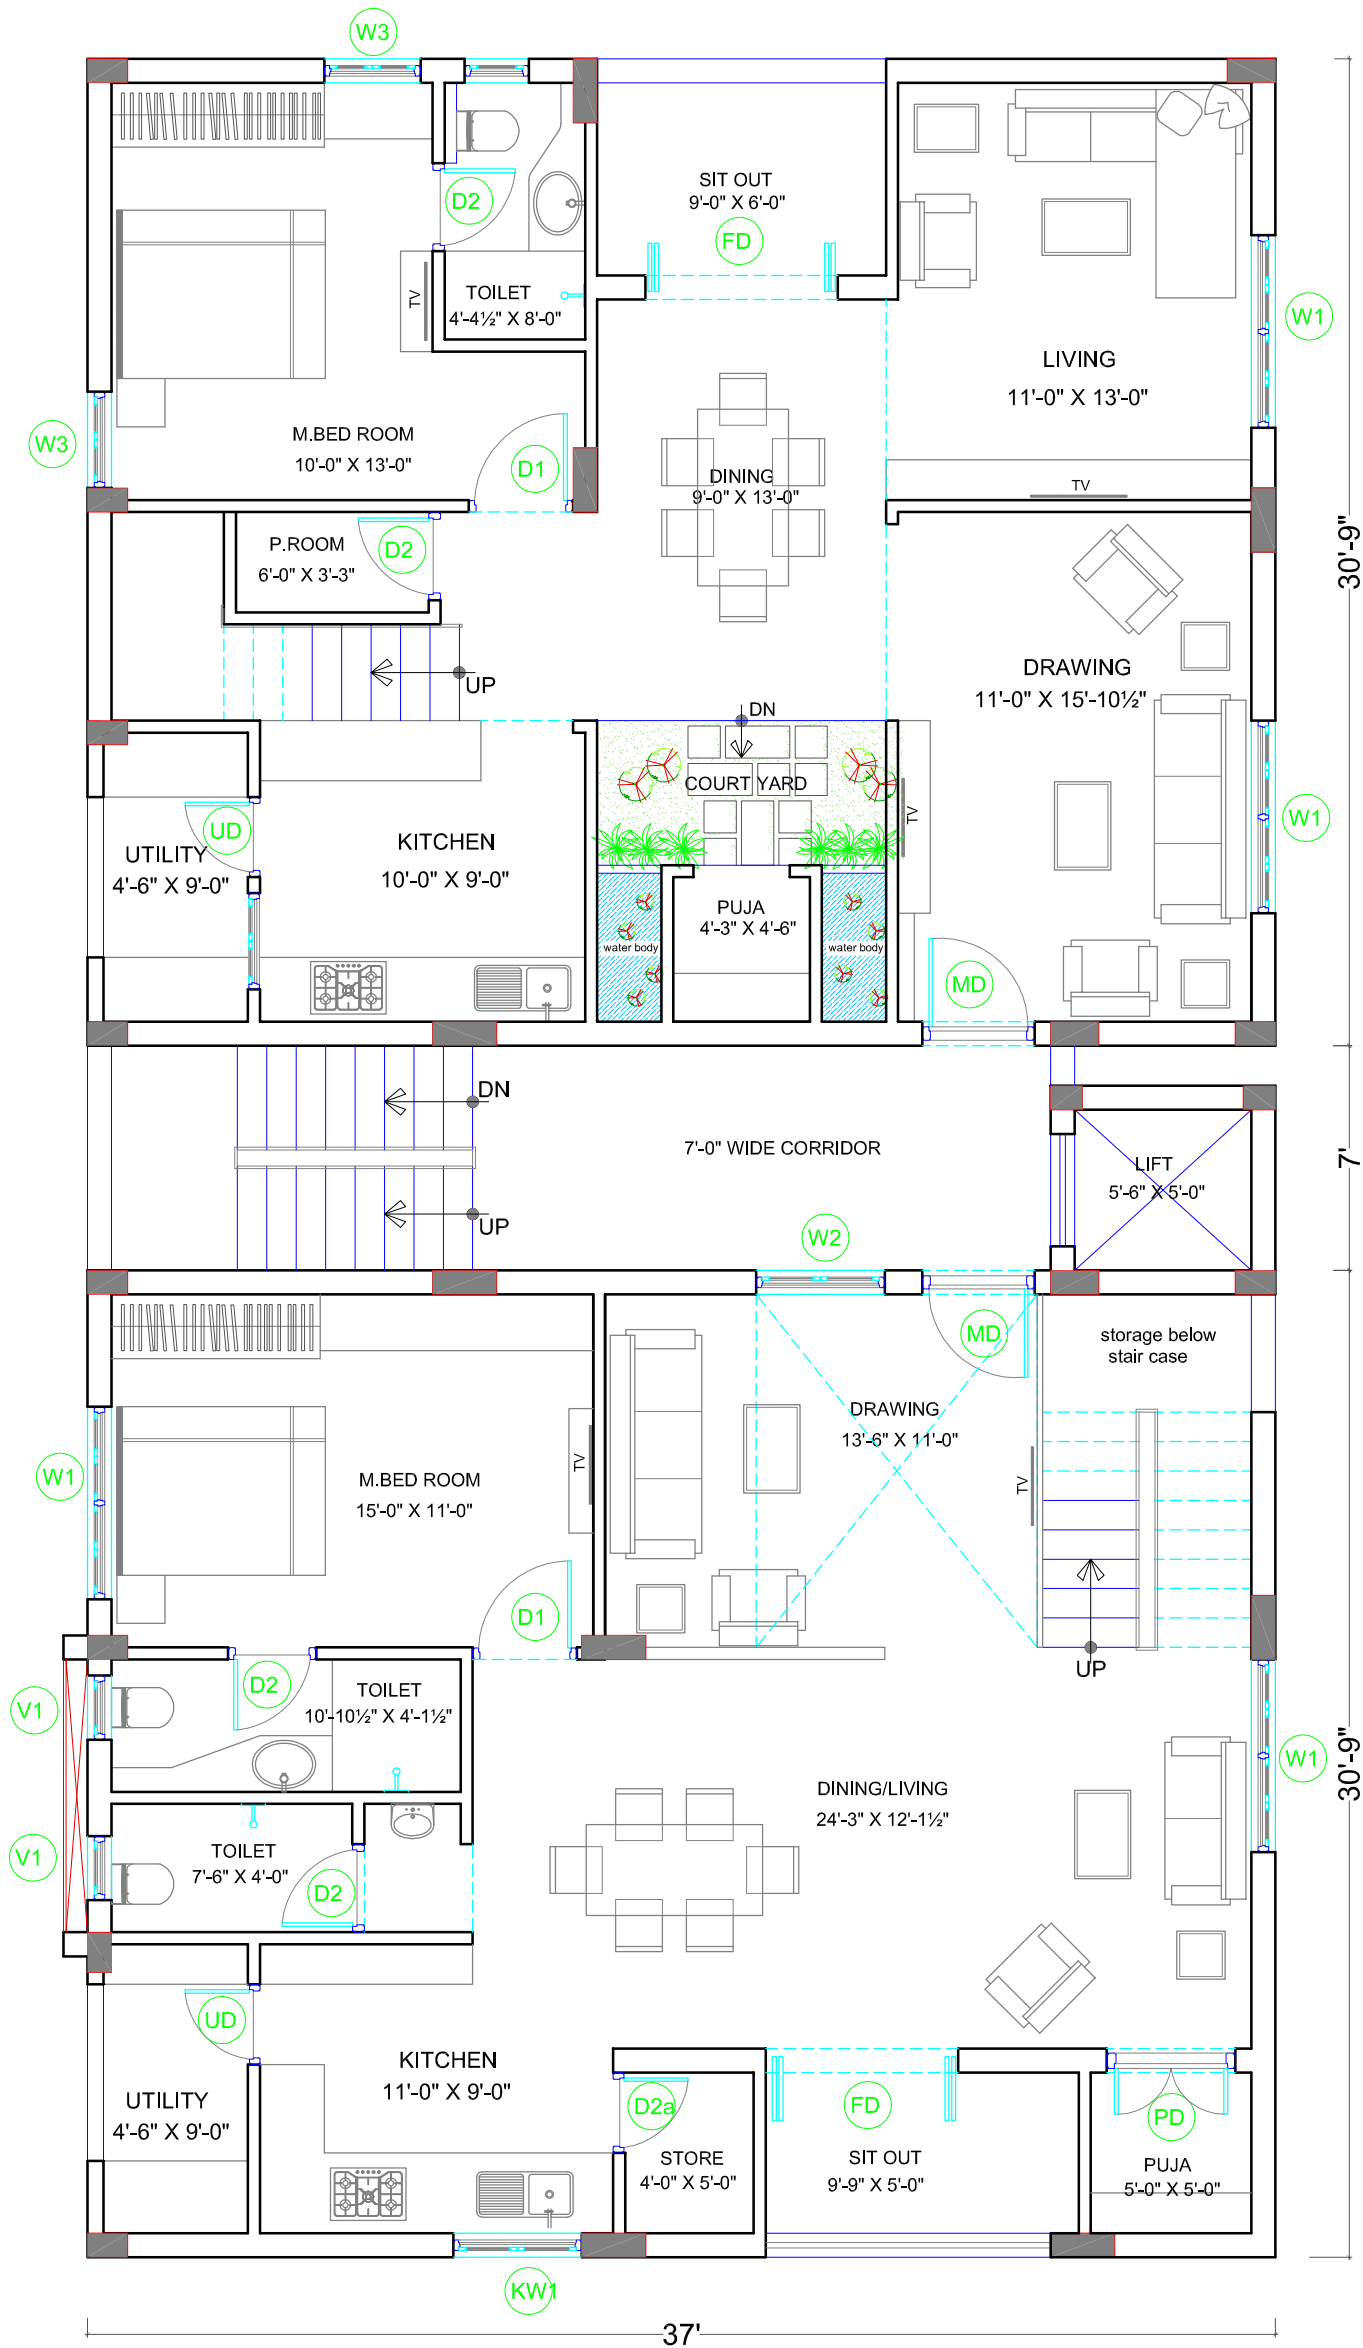 W3
SIT OUT
9'-0" X 6'-0"
D2
FD
TOILET
4'-4½" X 8'-0"
TV
W1
LIVING
11'-0" X 13'-0"
M.BED ROOM
10'-0" X 13'-0"
W3
D1
DINING
9'-0" X 13'-0"
TV
P.ROOM
6'-0" X 3'-3"
D2
30'-9"
UP
DRAWING
11'-0" X 15'-10½"
DN
COURT YARD
TV
W1
UD
UTILITY
4'-6" X 9'-0"
KITCHEN
10'-0" X 9'-0"
PUJA
4'-3" X 4'-6"
water body
water body
MD
DN
7'-0" WIDE CORRIDOR
LIFT
5'-6" X 5'-0"
7'
UP
W2
MD
storage below
stair case
DRAWING
13'-6" X 11'-0"
TV
TV
W1
M.BED ROOM
15'-0" X 11'-0"
D1
UP
D2
TOILET
10'-10½" X 4'-1½"
V1
W1
DINING/LIVING
24'-3" X 12'-1½"
30'-9"
V1
TOILET
7'-6" X 4'-0"
D2
UD
KITCHEN
11'-0" X 9'-0"
UTILITY
4'-6" X 9'-0"
D2a
FD
PD
STORE
4'-0" X 5'-0"
SIT OUT
9'-9" X 5'-0"
PUJA
5'-0" X 5'-0"
KW1
37'